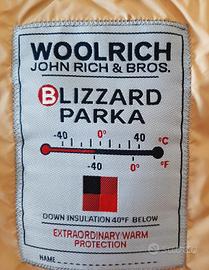 WOOLRICH
JOHN RICH & BROS.
BLIZZARD
PARKA
-40 0° -40
°C
-40 0° °F
DOWN INSULATION 40°F BELOW
EXTRAORDINARY WARM
PROTECTION
NAME